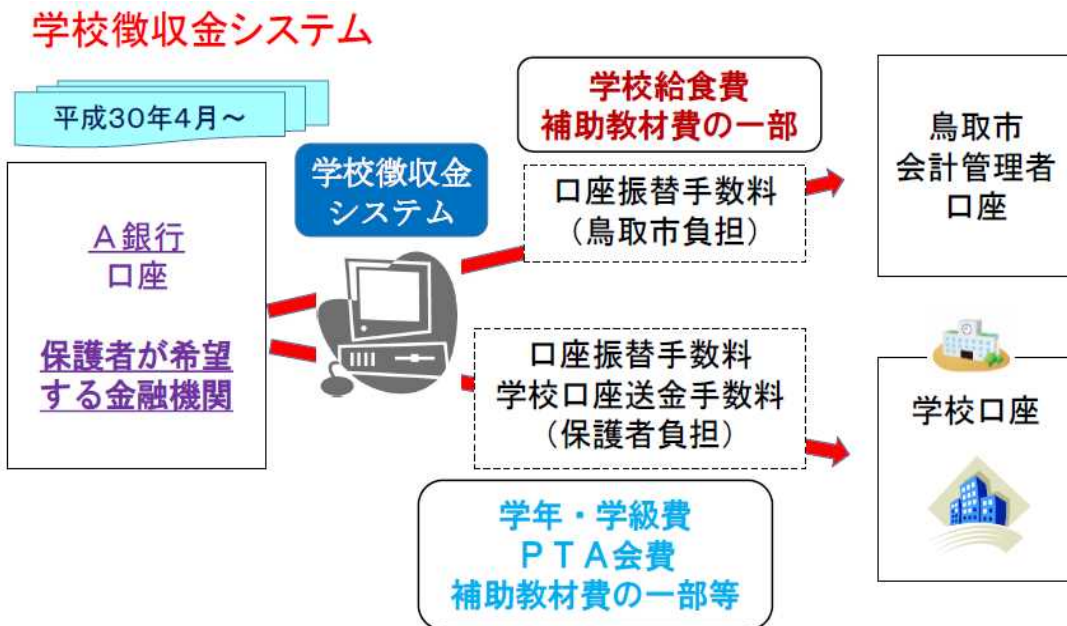 学校徴収金システム
平成30年4月～
Ａ銀行
口座
保護者が希望
する金融機関
学校徴収金
システム
学校給食費
補助教材費の一部
口座振替手数料
（鳥取市負担）
鳥取市
会計管理者
口座
口座振替手数料
学校口座送金手数料
（保護者負担）
学校口座
学年・学級費
ＰＴＡ会費
補助教材費の一部等